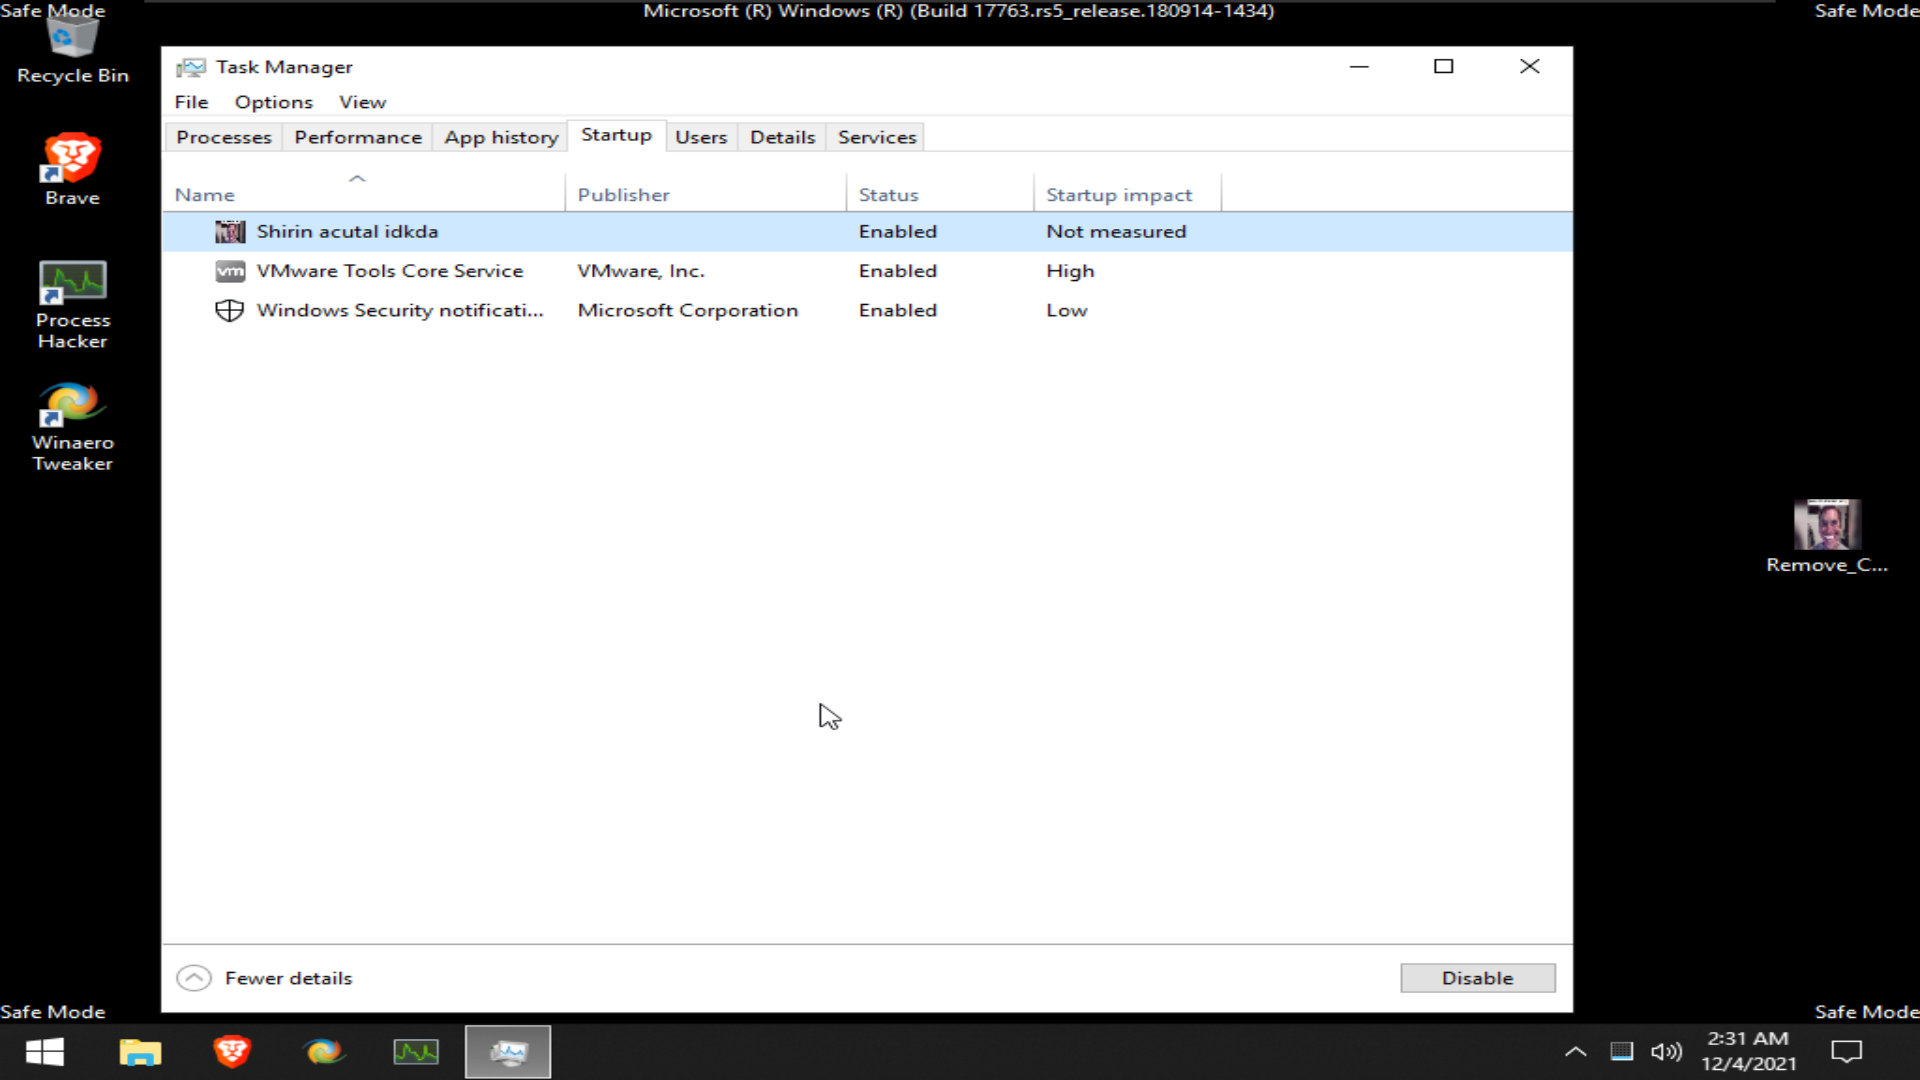 Safe Mode
Microsoft (R) Windows (R) (Build 17763.rs5_release.180914-1434)
Safe Mode
Recycle Bin
Brave
Process
Hacker
Winaero
Tweaker
Task Manager
File Options View
Processes Performance App history Startup Users Details Services
Name Publisher Status Startup impact
Shirin acutal idkda Enabled Not measured
vm VMware Tools Core Service VMware, Inc. Enabled High
Windows Security notificati... Microsoft Corporation Enabled Low
Remove_C...
Fewer details Disable
Safe Mode
Safe Mode
2:31 AM
12/4/2021